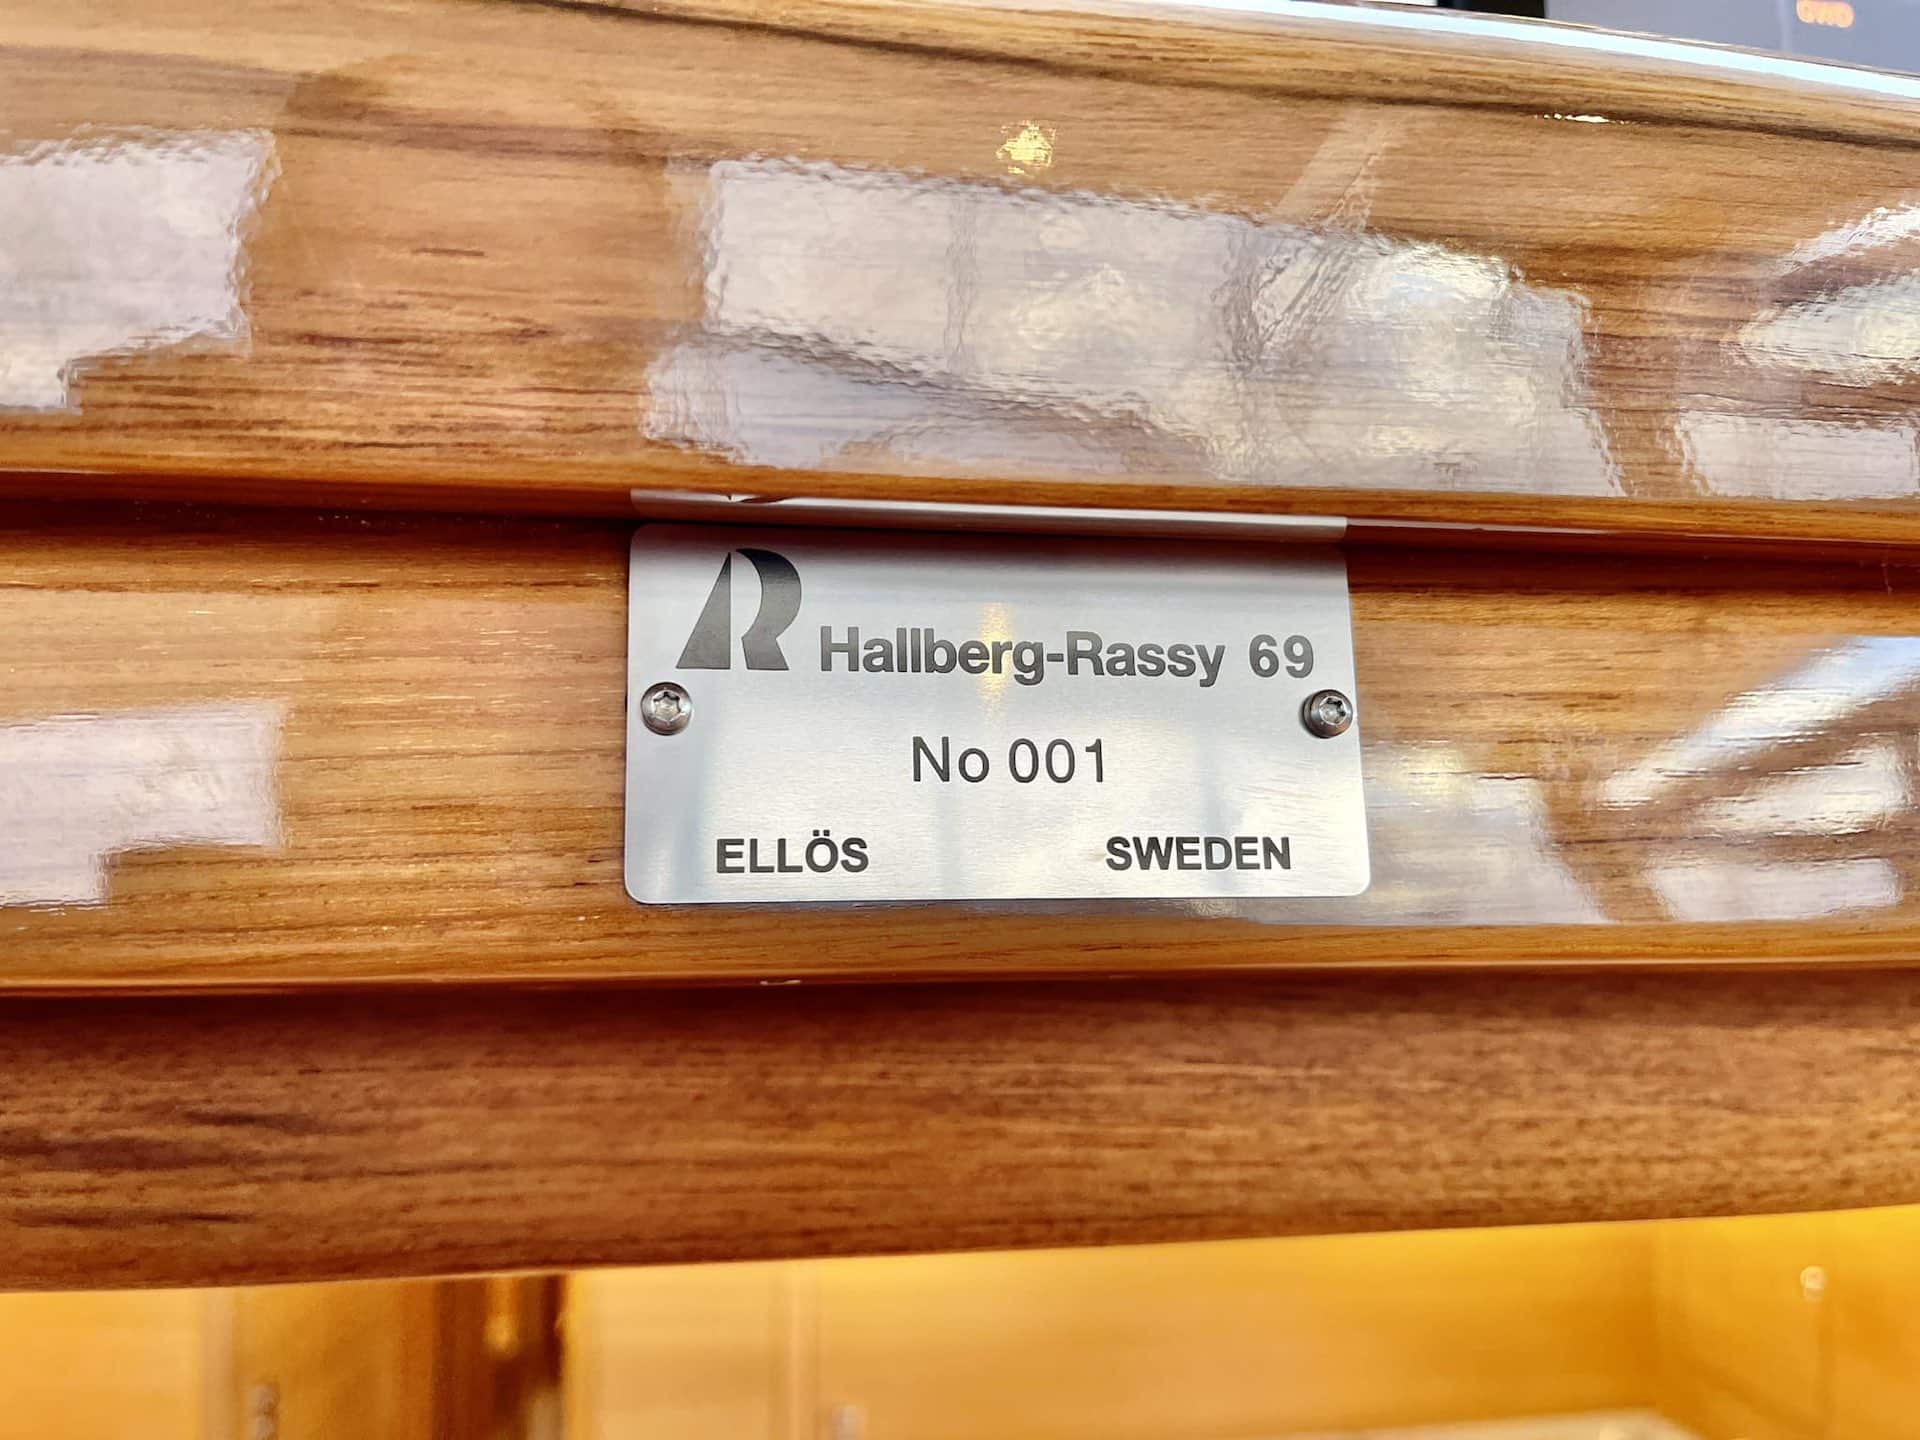 Hallberg-Rassy 69
No 001
ELLÖS SWEDEN